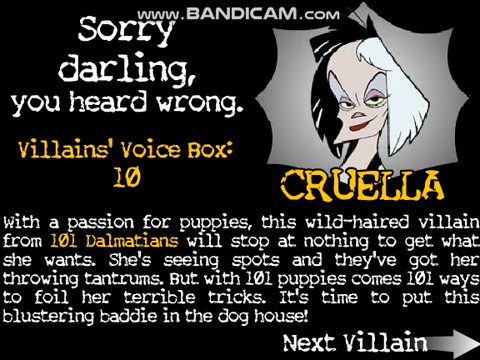 www.BANDICAM.com
Sorry
darling,
you heard wrong.
Villains' Voice Box:
10
CRUELLA
With a passion for puppies, this wild-haired villain
from 101 Dalmatians will stop at nothing to get what
she wants. She's seeing spots and they've got her
throwing tantrums. But with 101 puppies comes 101 ways
to foil her terrible tricks. It's time to put this
blustering baddie in the dog house!
Next Villain